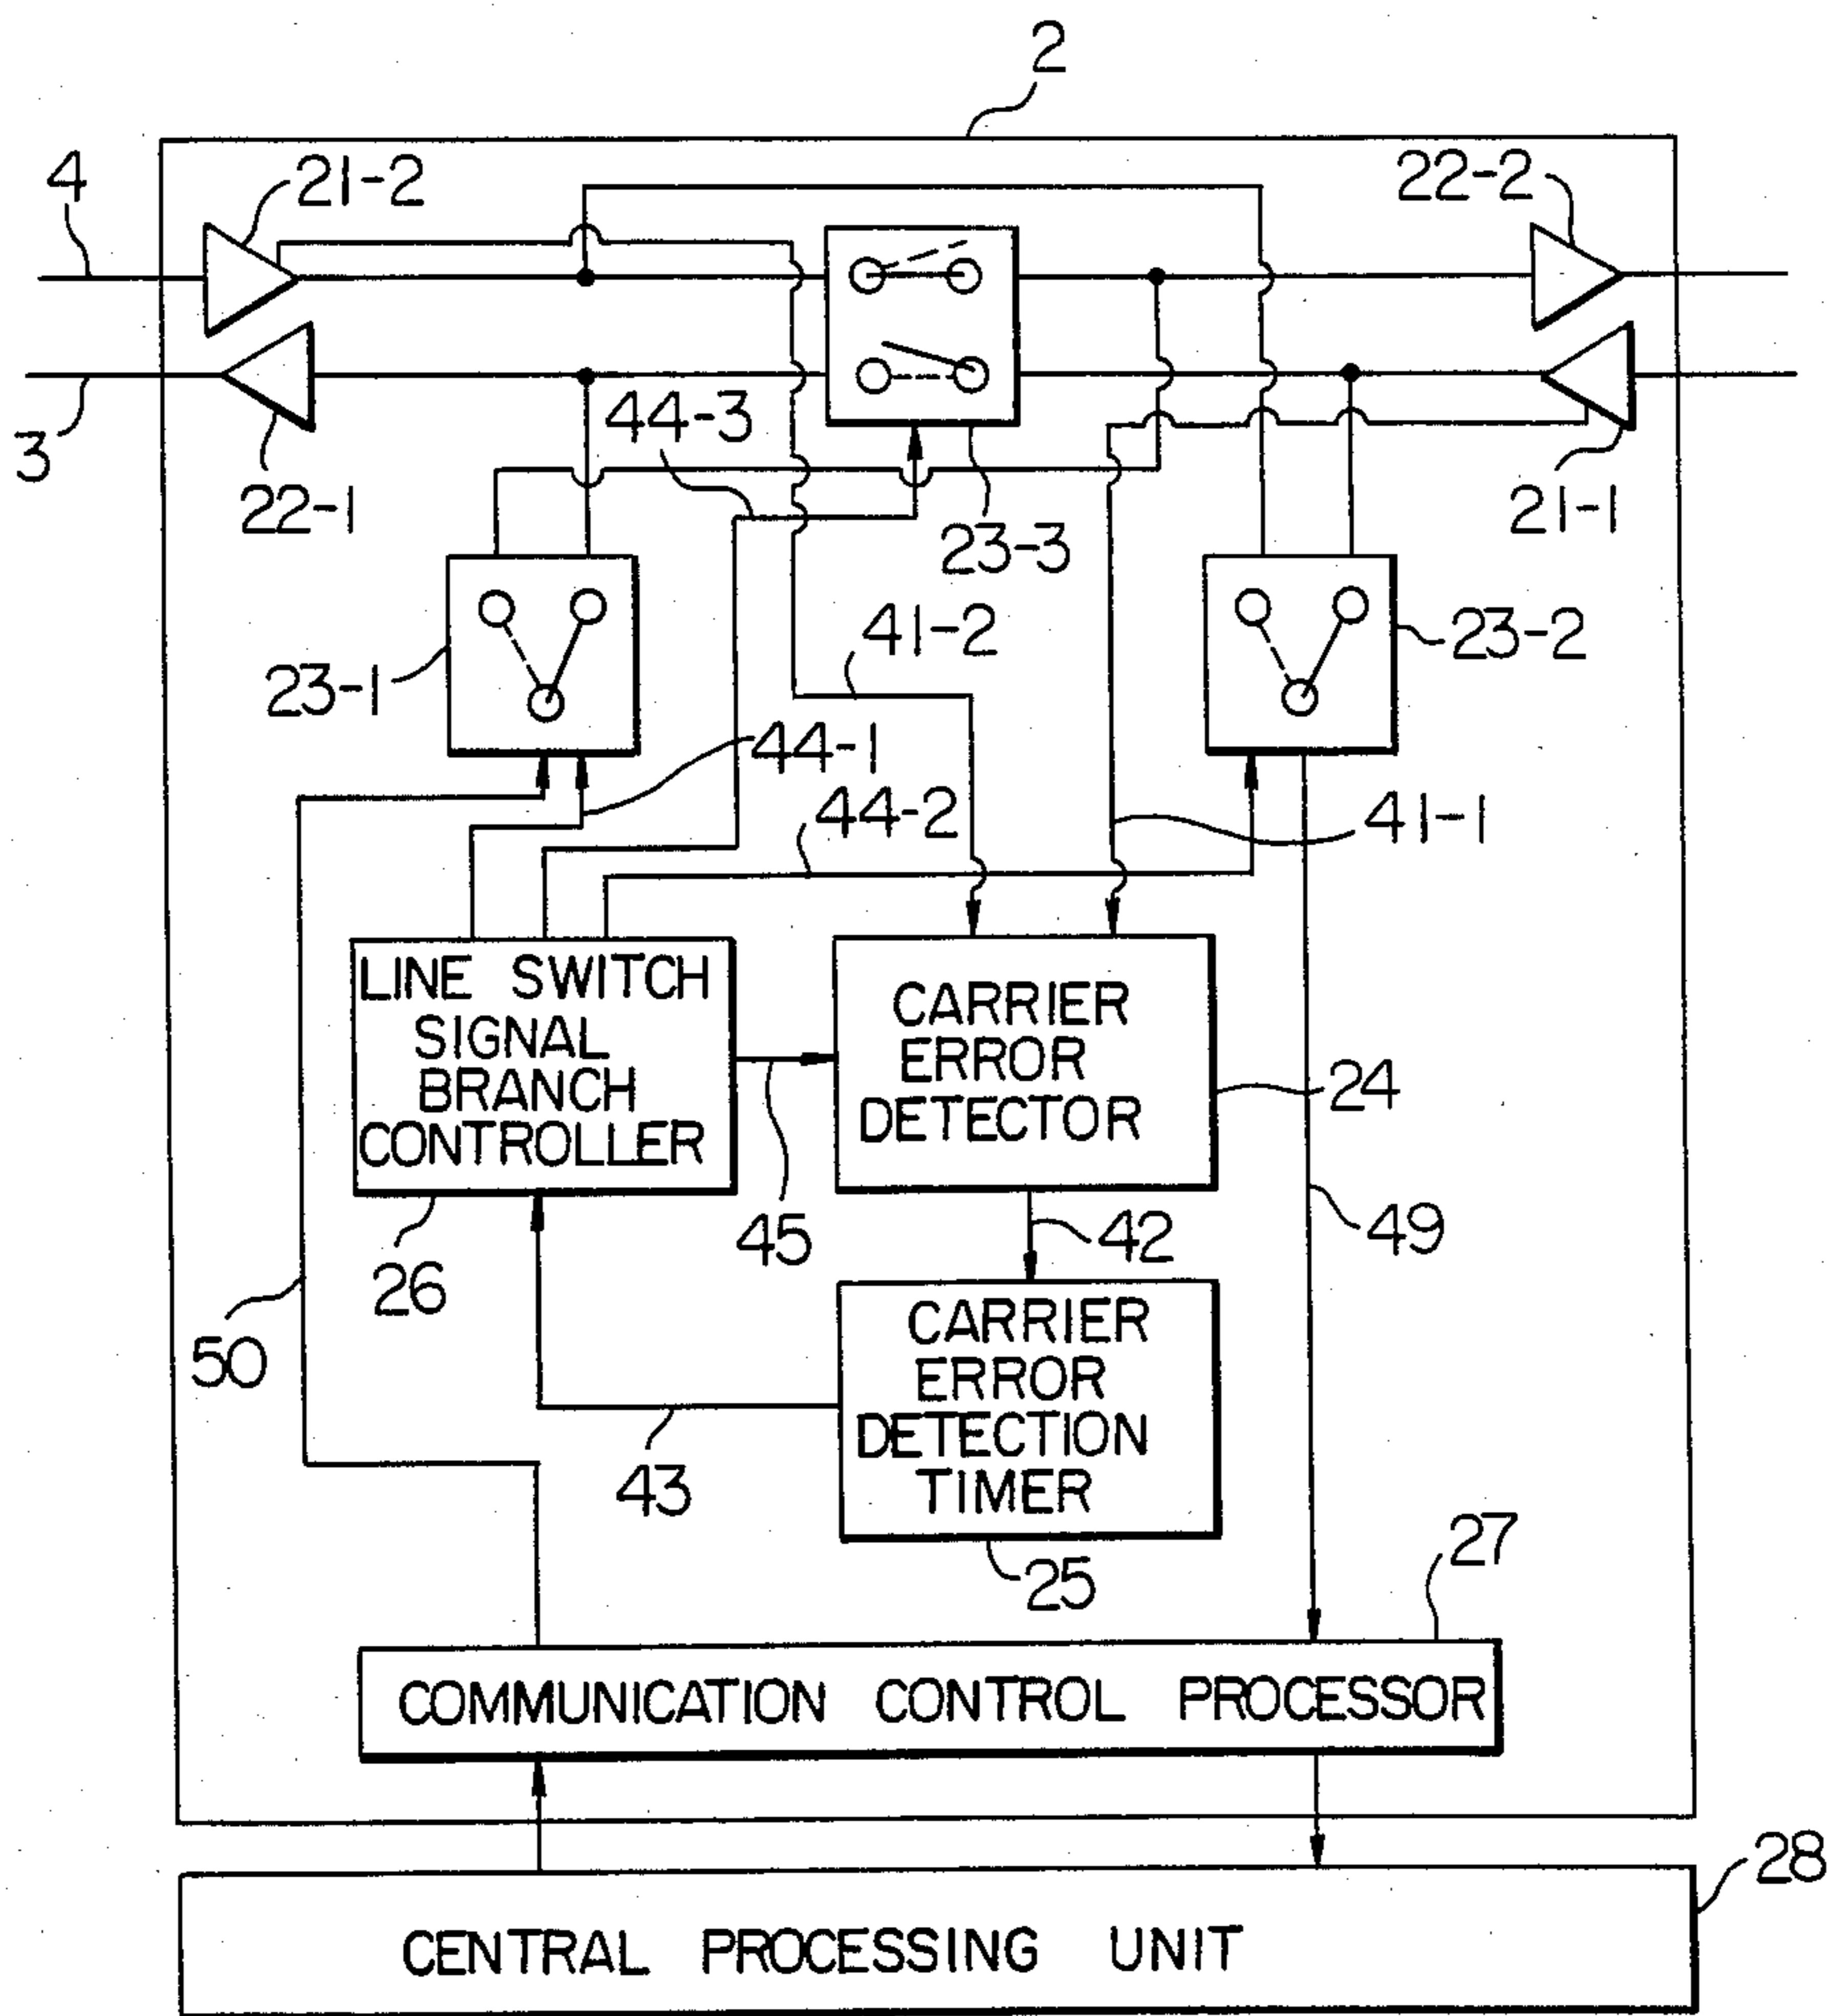 2
4
21-2
22-2
3
22-1
44-3
23-3
21-1
23-1
41-2
23-2
44-1
44-2
41-1
LINE SWITCH
SIGNAL
BRANCH
CONTROLLER
CARRIER
ERROR
DETECTOR
24
45
42
49
26
50
CARRIER
ERROR
DETECTION
TIMER
43
25
27
COMMUNICATION CONTROL PROCESSOR
28
CENTRAL PROCESSING UNIT